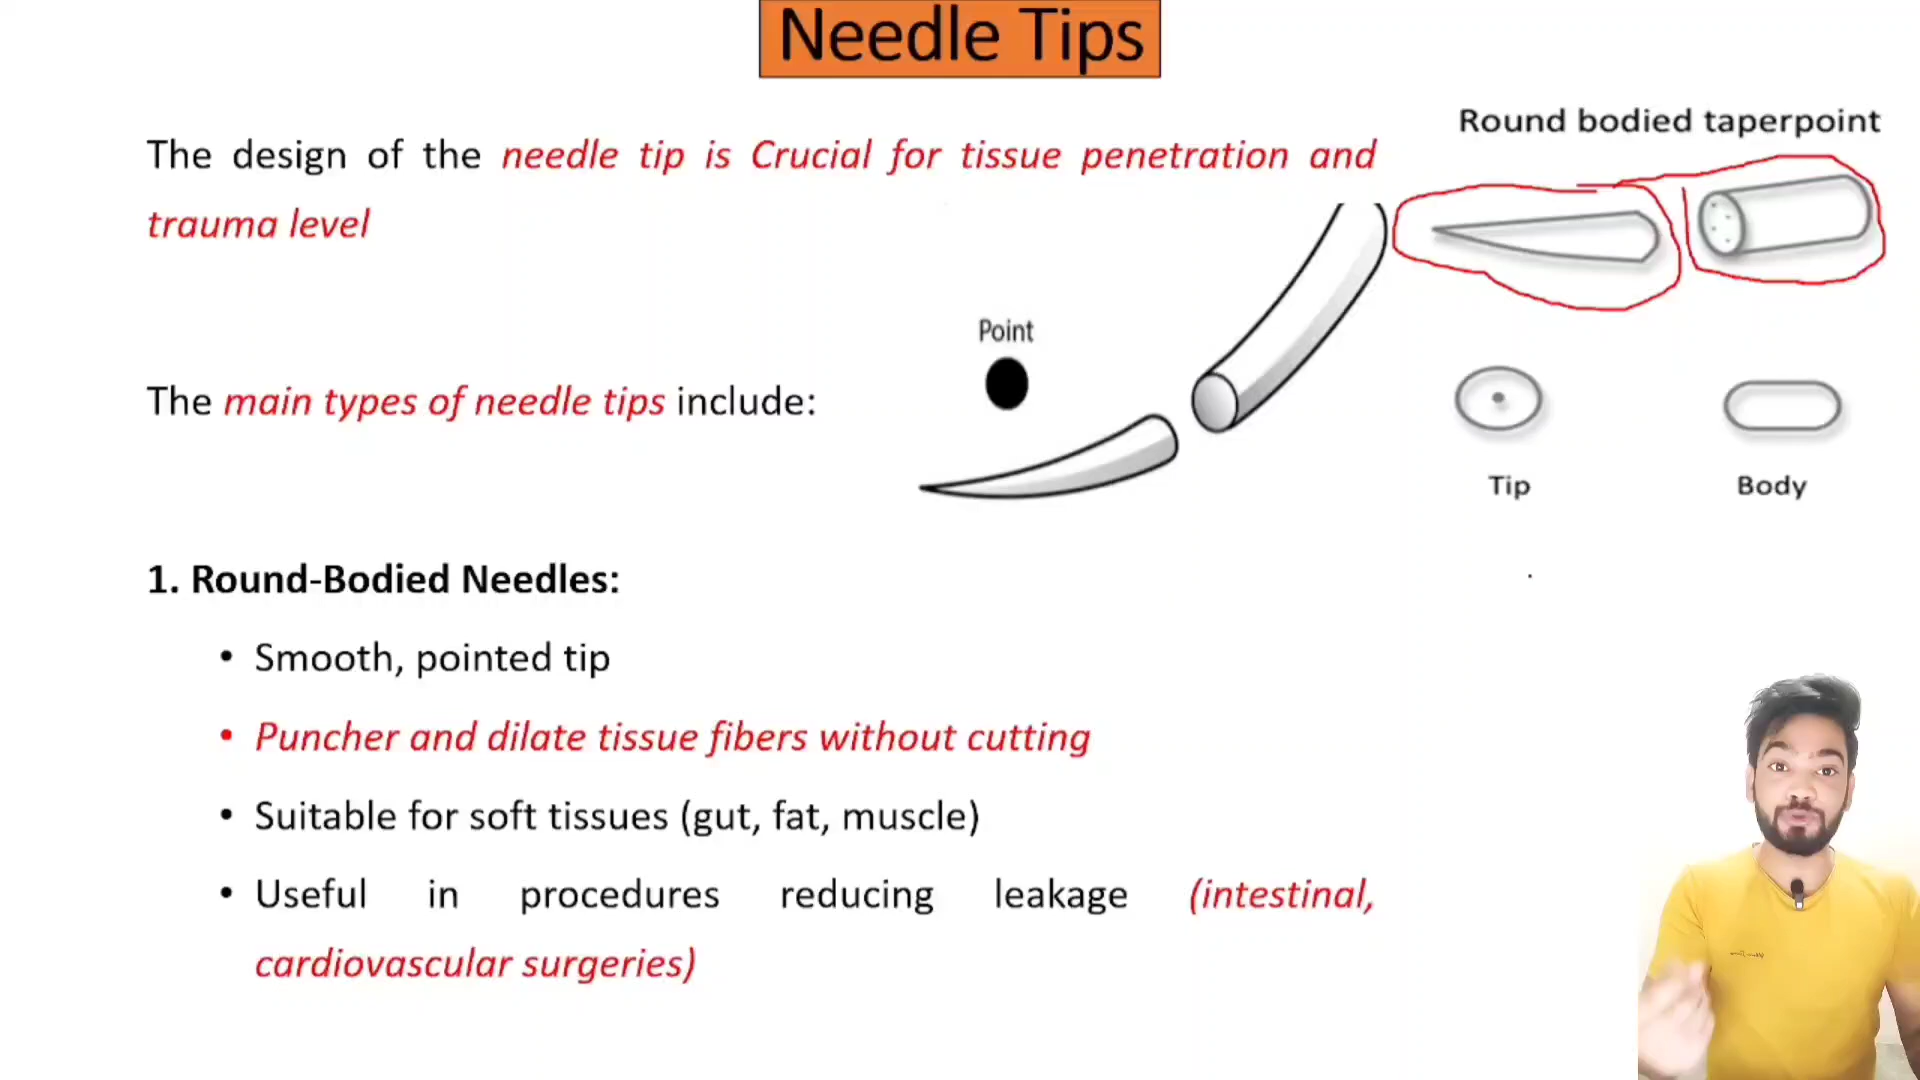 Needle Tips
The design of the needle tip is Crucial for tissue penetration and
trauma level
Round bodied taperpoint
Point
The main types of needle tips include:
Tip
Body
1. Round-Bodied Needles:
• Smooth, pointed tip
• Puncher and dilate tissue fibers without cutting
• Suitable for soft tissues (gut, fat, muscle)
• Useful in procedures reducing leakage (intestinal,
cardiovascular surgeries)